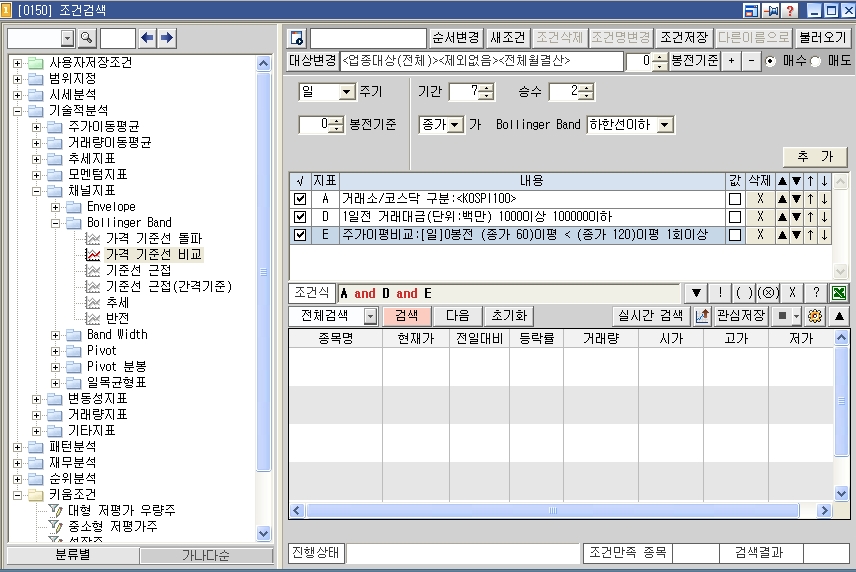 [0150] 조건검색
사용자저장조건
범위지정
시세분석
기술적분석
주가이동평균
거래량이동평균
추세지표
모멘텀지표
채널지표
Envelope
Bollinger Band
가격 기준선 돌파
가격 기준선 비교
기준선 근접
기준선 근접(간격기준)
추세
반전
Band Width
Pivot
Pivot 분봉
일목균형표
변동성지표
거래량지표
기타지표
패턴분석
재무분석
순위분석
키움조건
대형 저평가 우량주
중소형 저평가주
분류별 가나다순
순서변경 새조건 조건삭제 조건명변경 조건저장 다른이름으로 불러오기
대상변경 <업종대상(전체)><제외없음><전체월결산> 0 봉전기준 + - 매수 매도
일 주기 기간 7 승수 2
0 봉전기준 종가 가 Bollinger Band 하한선이하
추 가
√ 지표 내용 값 삭제 ▲▼↑↓
A 거래소/코스닥 구분:<KOSPI100> X ▲▼↑↓
D 1일전 거래대금(단위:백만) 10000이상 1000000이하 X ▲▼↑↓
E 주가이평비교:[일]0봉전 (종가 60)이평 < (종가 120)이평 1회이상 X ▲▼↑↓
조건식 A and D and E ▼ ! ( ) (ⓧ) X ?
전체검색 검색 다음 초기화 실시간 검색 관심저장 ■ ▲
종목명 현재가 전일대비 등락률 거래량 시가 고가 저가
진행상태 조건만족 종목 검색결과